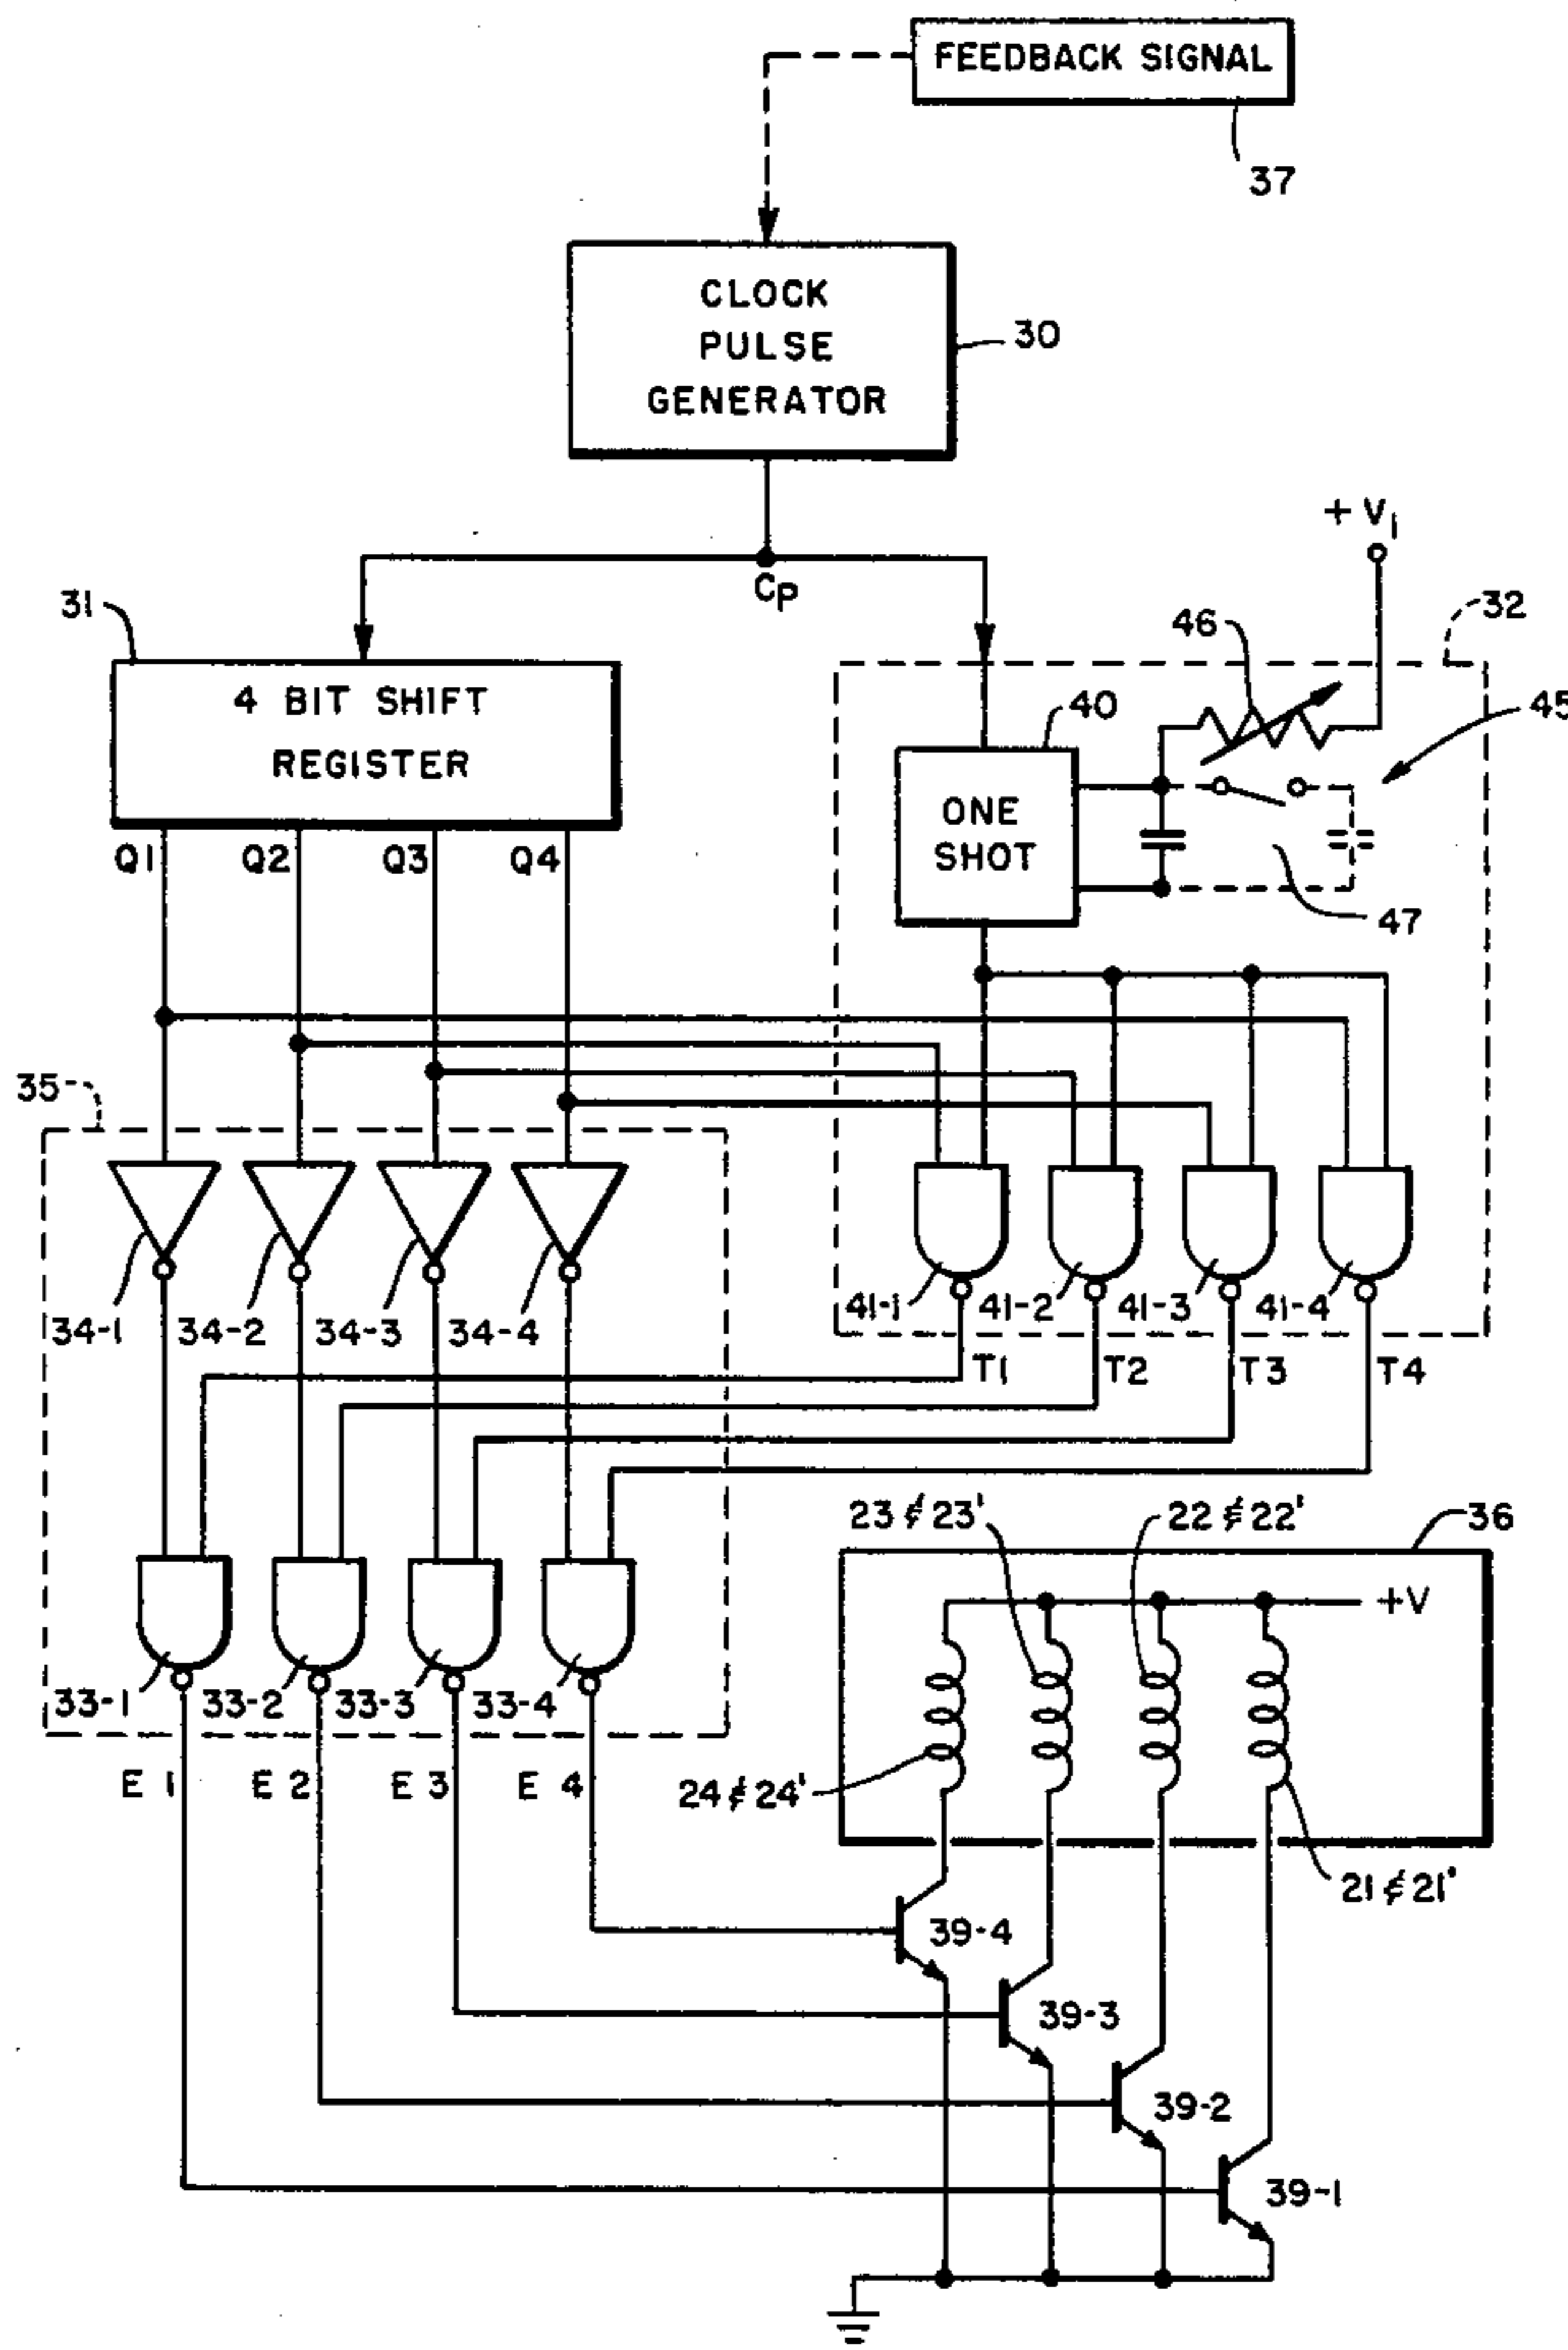 FEEDBACK SIGNAL
37
CLOCK
PULSE
GENERATOR
30
+ V1
CP
31
46
32
4 BIT SHIFT
REGISTER
40
45
ONE
SHOT
Q1 Q2 Q3 Q4
47
35
34-1 34-2 34-3 34-4
41-1 41-2 41-3 41-4
T1 T2 T3 T4
23 & 23' 22 & 22' 36
+V
33-1 33-2 33-3 33-4
E 1 E 2 E 3 E 4
24 & 24'
21 & 21'
39-4
39-3
39-2
39-1